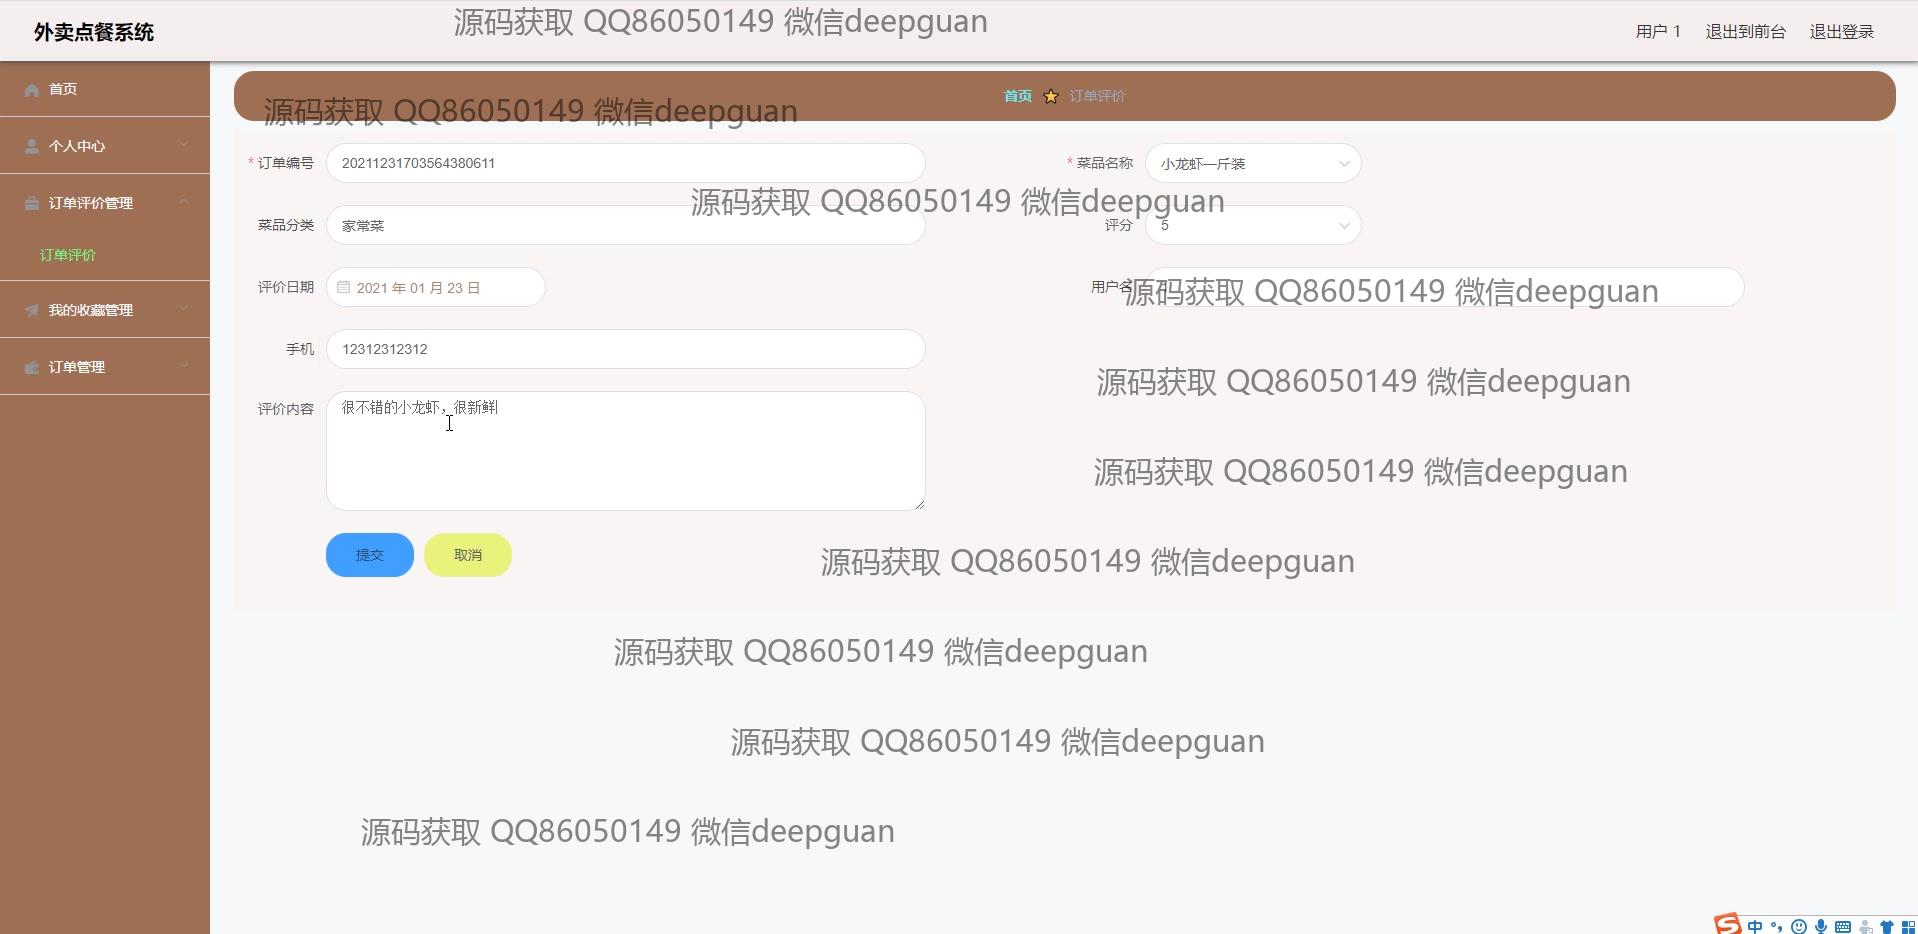 外卖点餐系统
源码获取 QQ86050149 微信deepguan
用户 1 退出到前台 退出登录
首页
首页 订单评价
源码获取 QQ86050149 微信deepguan
个人中心
* 订单编号 20211231703564380611
* 菜品名称 小龙虾一斤装
订单评价管理
源码获取 QQ86050149 微信deepguan
菜品分类 家常菜
评分 5
订单评价
评价日期 2021 年 01 月 23 日
用户名
源码获取 QQ86050149 微信deepguan
我的收藏管理
手机 12312312312
订单管理
源码获取 QQ86050149 微信deepguan
评价内容 很不错的小龙虾，很新鲜
源码获取 QQ86050149 微信deepguan
提交 取消
源码获取 QQ86050149 微信deepguan
源码获取 QQ86050149 微信deepguan
源码获取 QQ86050149 微信deepguan
源码获取 QQ86050149 微信deepguan
中